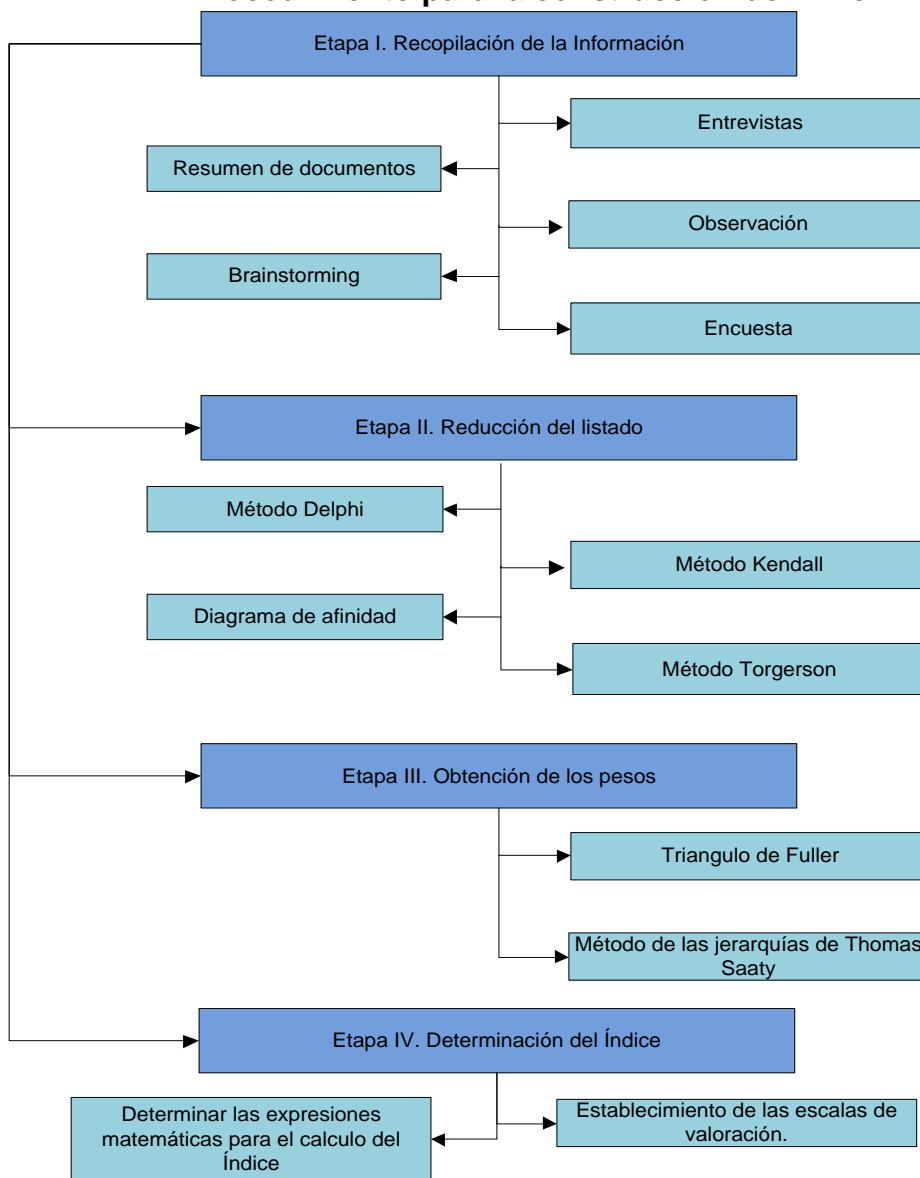 para la
Etapa I. Recopilación de la Información
Entrevistas
Resumen de documentos
Observación
Brainstorming
Encuesta
Etapa II. Reducción del listado
Método Delphi
Método Kendall
Diagrama de afinidad
Método Torgerson
Etapa III. Obtención de los pesos
Triangulo de Fuller
Método de las jerarquías de Thomas
Saaty
Etapa IV. Determinación del Índice
Determinar las expresiones
matemáticas para el calculo del
Índice
Establecimiento de las escalas de
valoración.